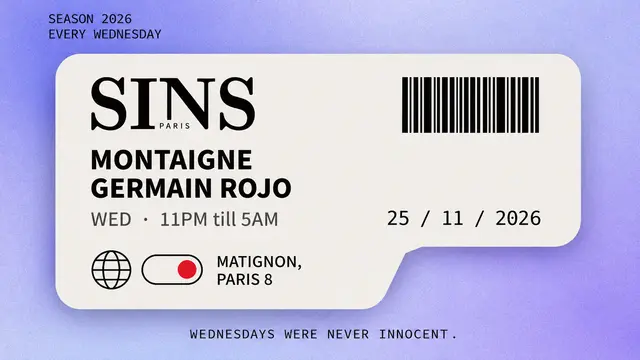 SEASON 2026
EVERY WEDNESDAY
SINS
PARIS
MONTAIGNE
GERMAIN ROJO
WED · 11PM till 5AM
25 / 11 / 2026
MATIGNON,
PARIS 8
WEDNESDAYS WERE NEVER INNOCENT.